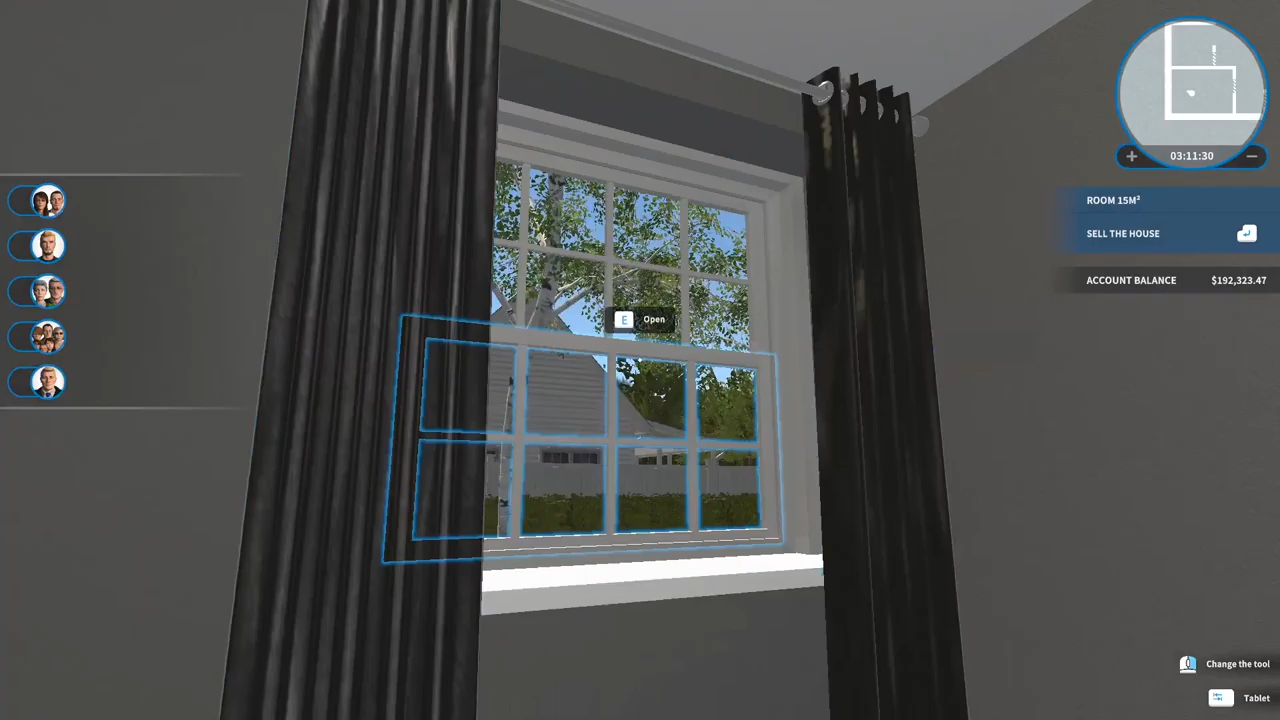 03:11:30
ROOM 15M²
SELL THE HOUSE
ACCOUNT BALANCE $192,323.47
E Open
Change the tool
Tablet